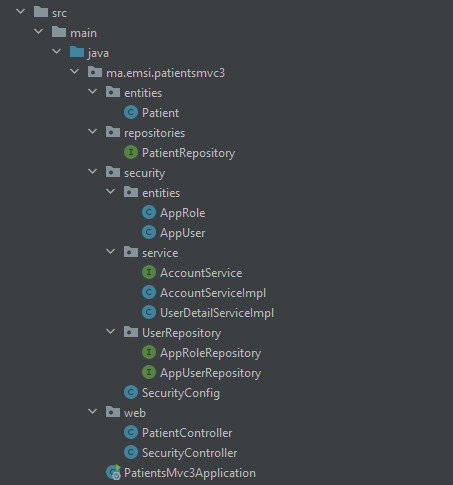 src
main
java
ma.emsi.patientsmvc3
entities
Patient
repositories
PatientRepository
security
entities
AppRole
AppUser
service
AccountService
AccountServiceImpl
UserDetailServiceImpl
UserRepository
AppRoleRepository
AppUserRepository
SecurityConfig
web
PatientController
SecurityController
PatientsMvc3Application